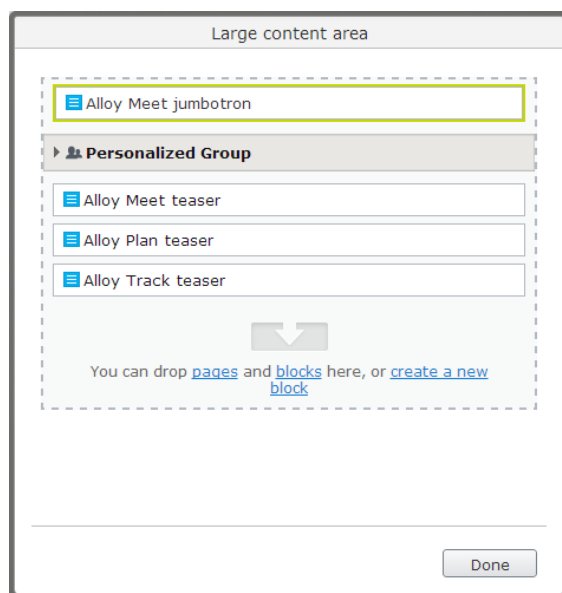 Large content area
Alloy Meet jumbotron
Personalized Group
Alloy Meet teaser
Alloy Plan teaser
Alloy Track teaser
You can drop pages and blocks here, or create a new
block
Done